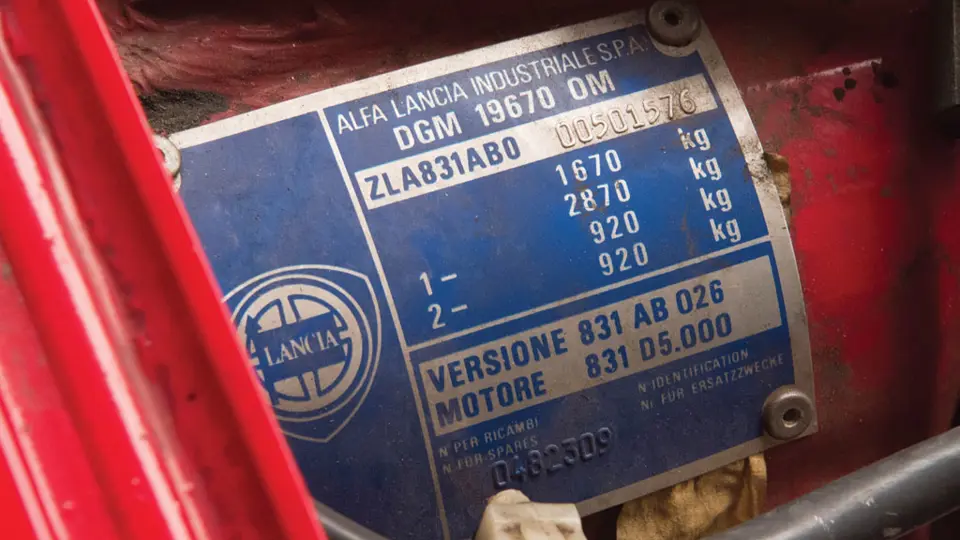 ALFA LANCIA INDUSTRIALE S.P.A.
DGM 19670 OM
ZLA831AB0 00501576
1670 kg
2870 kg
1- 920 kg
2- 920 kg
LANCIA
VERSIONE 831 AB 026
MOTORE 831 D5.000
N PER RICAMBI N IDENTIFICATION
N FOR SPARES Nr FÜR ERSATZZWECKE
0482309